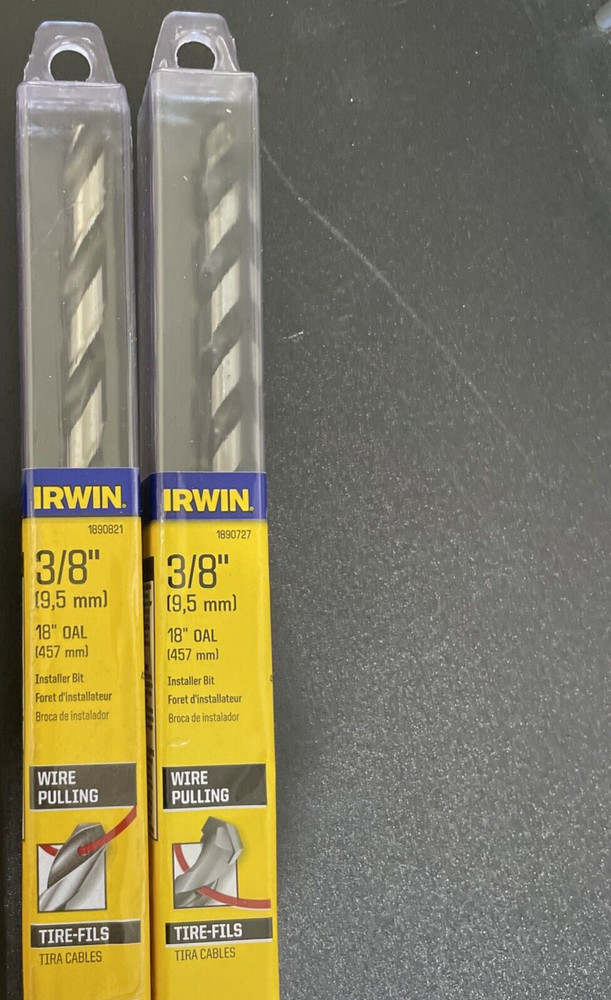 IRWIN.
1890821
3/8"
(9,5 mm)
18" OAL
(457 mm)
Installer Bit
Foret d'installateur
Broca de instalador
WIRE
PULLING
TIRE-FILS
TIRA CABLES
IRWIN.
1890727
3/8"
(9,5 mm)
18" OAL
(457 mm)
Installer Bit
Foret d'installateur
Broca de instalador
WIRE
PULLING
TIRE-FILS
TIRA CABLES